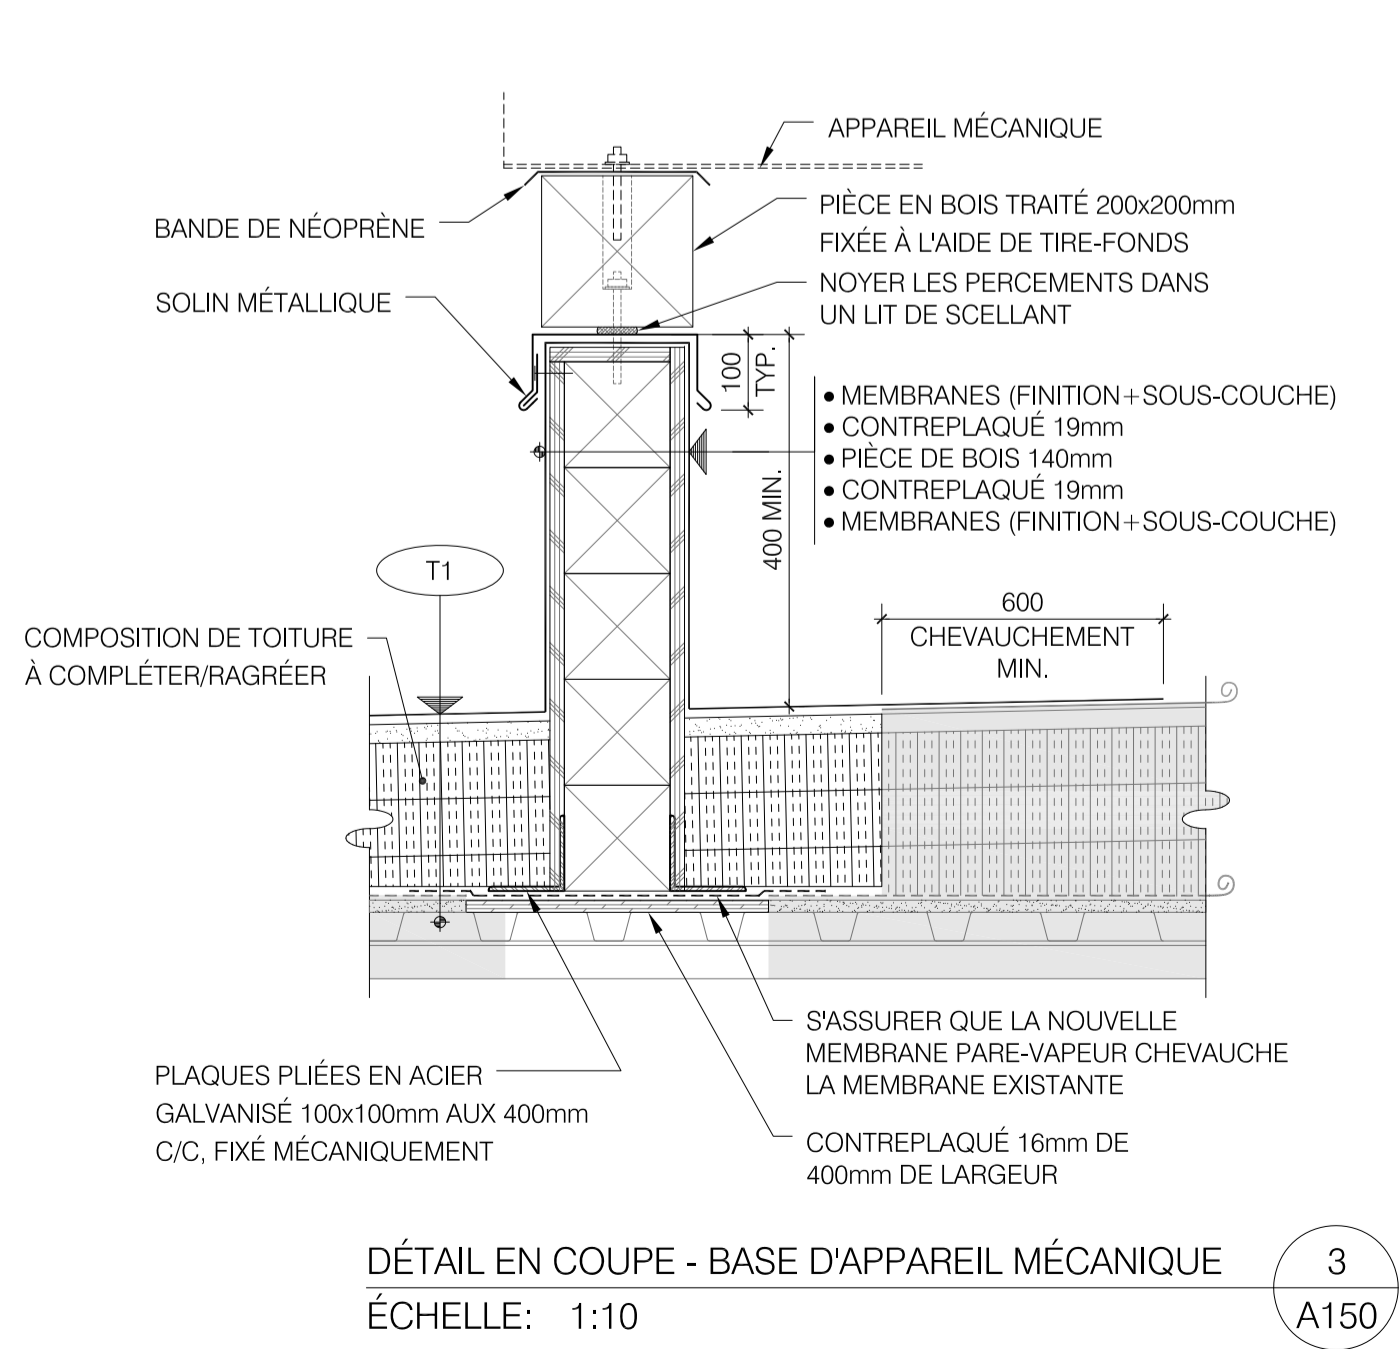 APPAREIL MÉCANIQUE
PIÈCE EN BOIS TRAITÉ 200x200mm
FIXÉE À L'AIDE DE TIRE-FONDS
BANDE DE NÉOPRÈNE
NOYER LES PERCEMENTS DANS
UN LIT DE SCELLANT
SOLIN MÉTALLIQUE
100
TYP.
• MEMBRANES (FINITION+SOUS-COUCHE)
• CONTREPLAQUÉ 19mm
• PIÈCE DE BOIS 140mm
• CONTREPLAQUÉ 19mm
• MEMBRANES (FINITION+SOUS-COUCHE)
400 MIN.
T1
600
CHEVAUCHEMENT
MIN.
COMPOSITION DE TOITURE
À COMPLÉTER/RAGRÉER
S'ASSURER QUE LA NOUVELLE
MEMBRANE PARE-VAPEUR CHEVAUCHE
LA MEMBRANE EXISTANTE
PLAQUES PLIÉES EN ACIER
GALVANISÉ 100x100mm AUX 400mm
C/C, FIXÉ MÉCANIQUEMENT
CONTREPLAQUÉ 16mm DE
400mm DE LARGEUR
DÉTAIL EN COUPE - BASE D'APPAREIL MÉCANIQUE
3
ÉCHELLE: 1:10
A150